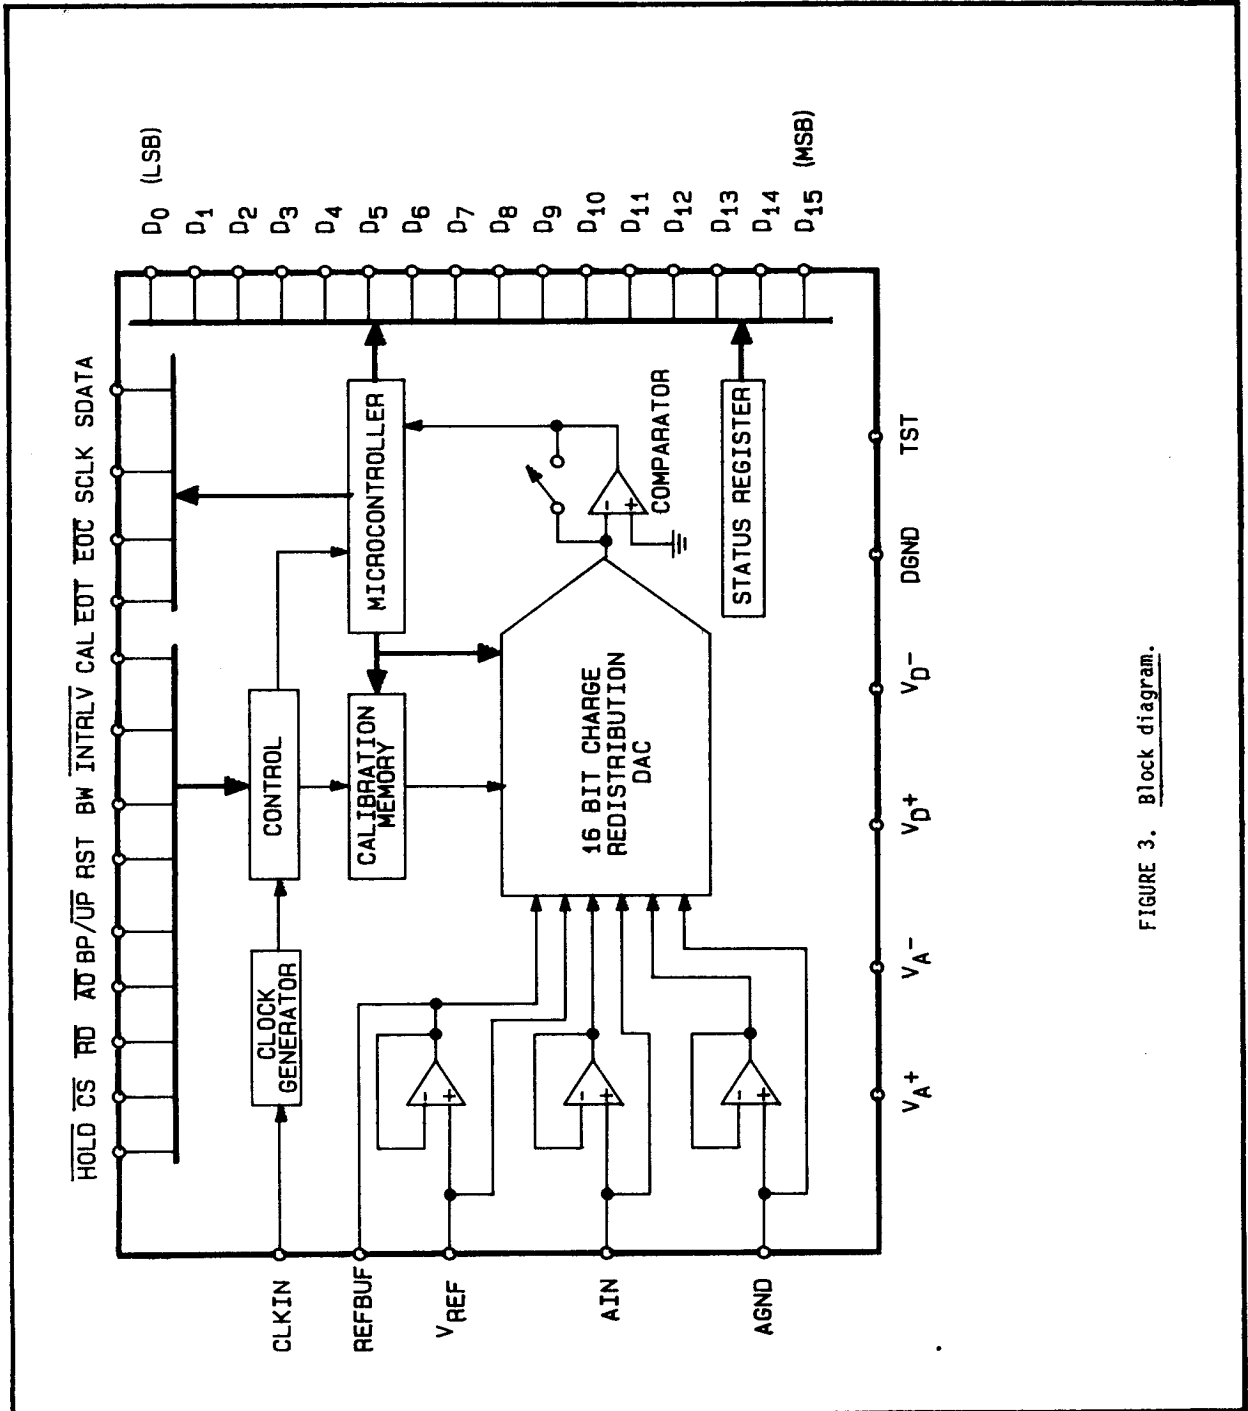 HOLD CS RD A0 BP/UP RST BW INTRLV CAL EOT EOC SCLK SDATA
CLKIN
REFBUF
VREF
AIN
AGND
CLOCK
GENERATOR
CONTROL
CALIBRATION
MEMORY
MICROCONTROLLER
16 BIT CHARGE
REDISTRIBUTION
DAC
- +
- +
- +
- +
COMPARATOR
STATUS REGISTER
D0 (LSB)
D1
D2
D3
D4
D5
D6
D7
D8
D9
D10
D11
D12
D13
D14
D15 (MSB)
VA+ VA- VD+ VD- DGND TST
FIGURE 3. Block diagram.